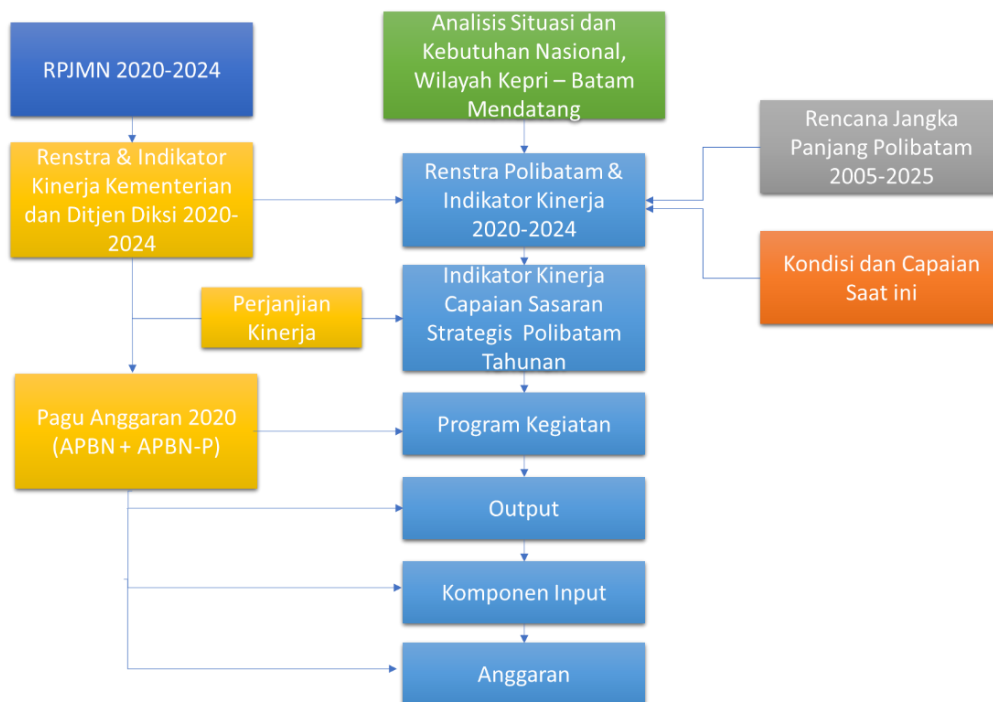 RPJMN 2020-2024
Analisis Situasi dan
Kebutuhan Nasional,
Wilayah Kepri – Batam
Mendatang
Rencana Jangka
Panjang Polibatam
2005-2025
Renstra & Indikator
Kinerja Kementerian
dan Ditjen Diksi 2020-
2024
Renstra Polibatam &
Indikator Kinerja
2020-2024
Kondisi dan Capaian
Saat ini
Perjanjian
Kinerja
Indikator Kinerja
Capaian Sasaran
Strategis Polibatam
Tahunan
Pagu Anggaran 2020
(APBN + APBN-P)
Program Kegiatan
Output
Komponen Input
Anggaran